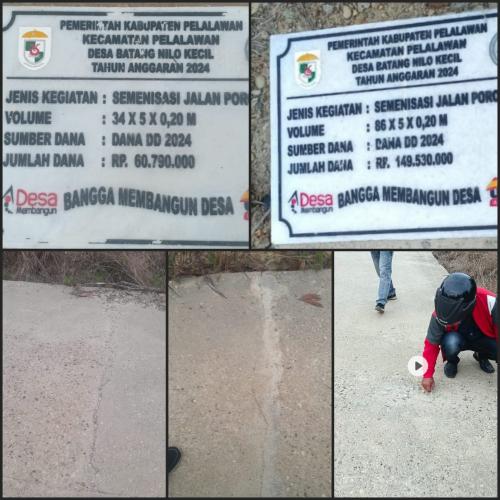 PEMERINTAH KABUPATEN PELALAWAN
KECAMATAN PELALAWAN
DESA BATANG NILO KECIL
TAHUN ANGGARAN 2024
JENIS KEGIATAN : SEMENISASI JALAN POR
VOLUME : 34 X 5 X 0,20 M
SUMBER DANA : DANA DD 2024
JUMLAH DANA : RP. 60.790.000
Desa
Membangun
BANGGA MEMBANGUN DESA
PEMERINTAH KABUPATEN PELALAWAN
KECAMATAN PELALAWAN
DESA BATANG NILO KECIL
TAHUN ANGGARAN 2024
JENIS KEGIATAN : SEMENISASI JALAN PORO
VOLUME : 86 X 5 X 0,20 M
SUMBER DANA : DANA DD 2024
JUMLAH DANA : RP. 149.530.000
Desa
Membangun
BANGGA MEMBANGUN DESA